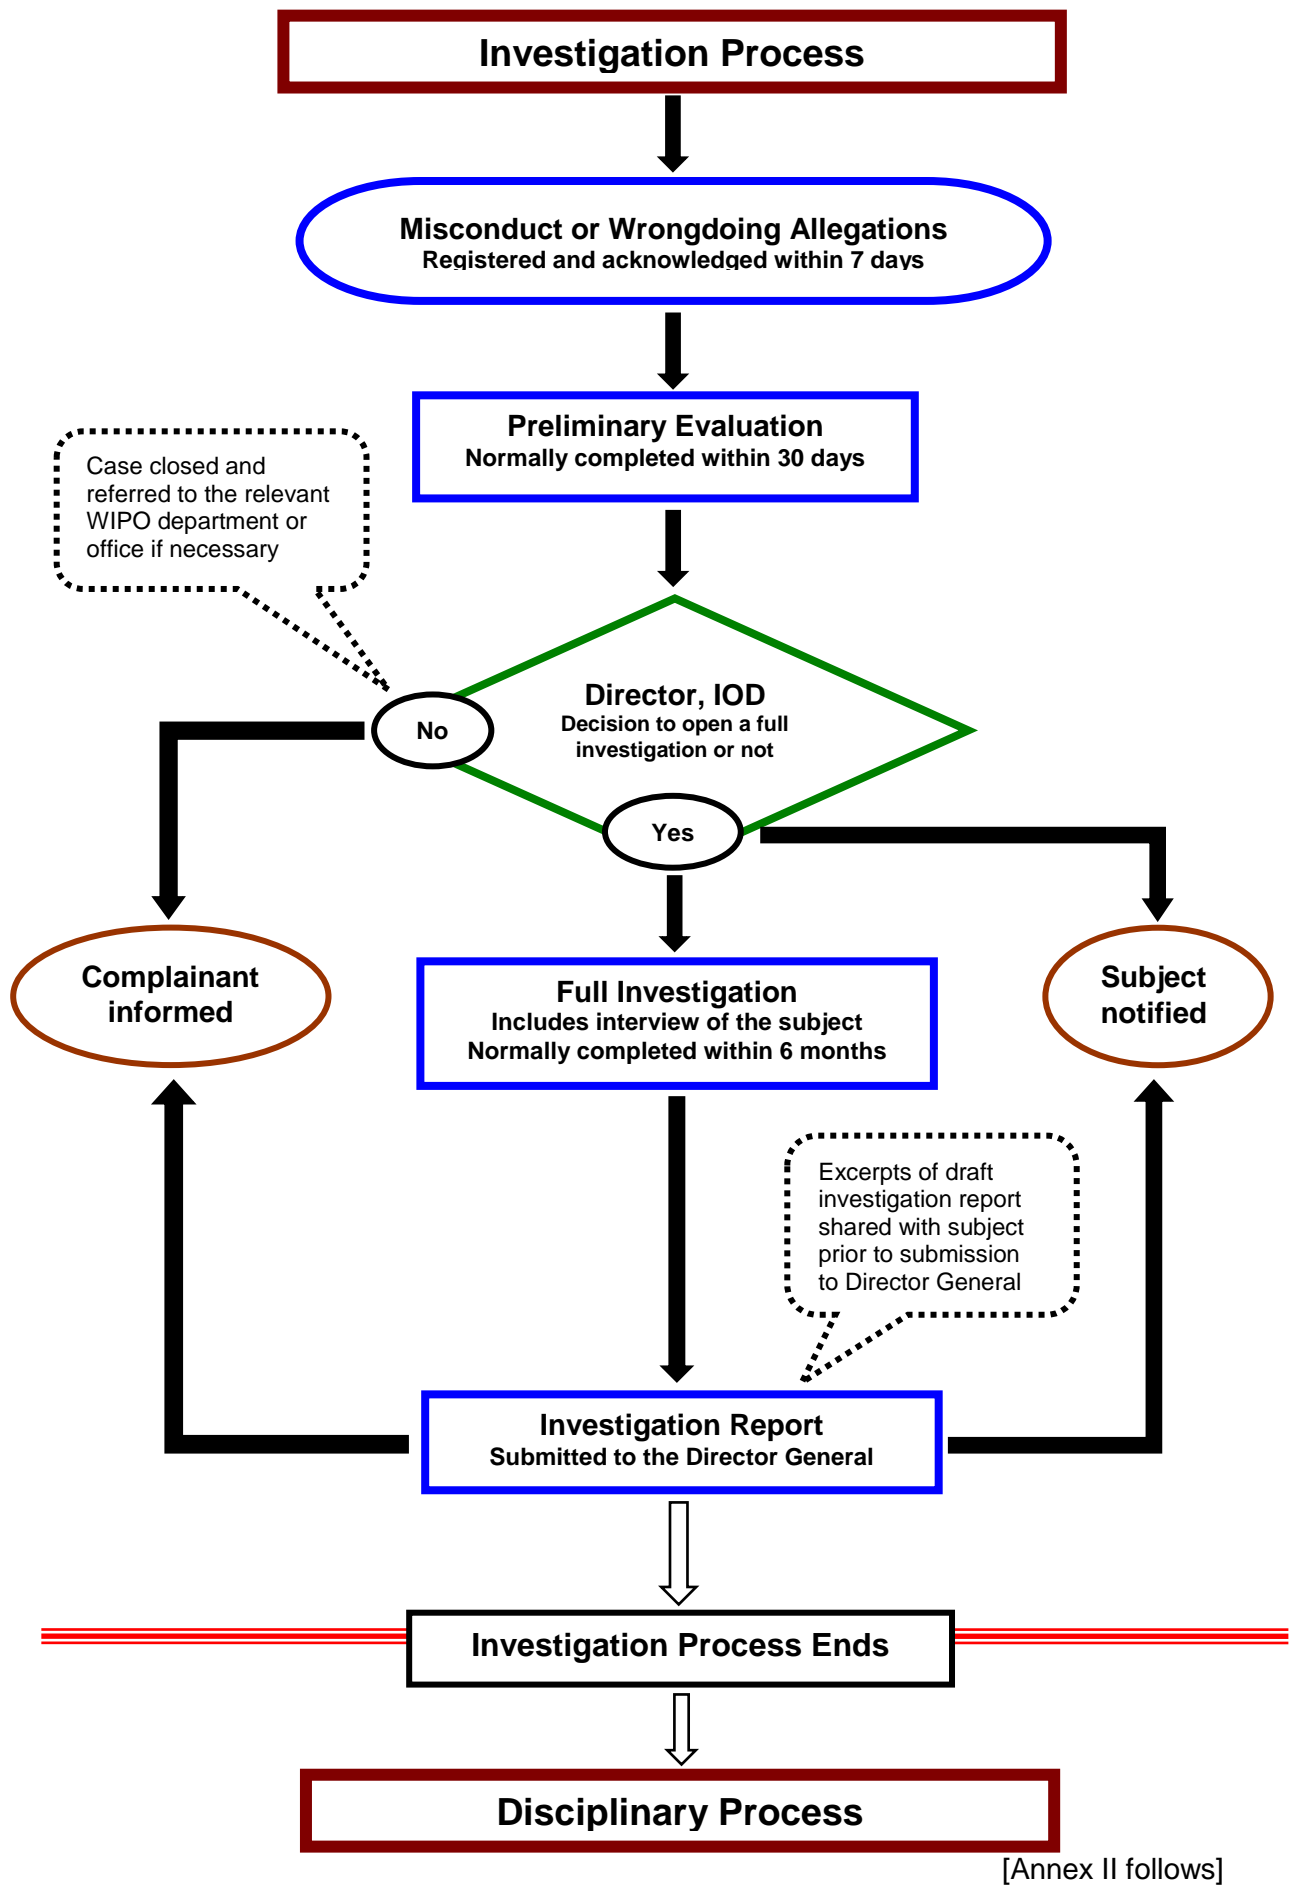 Investigation Process
Misconduct or Wrongdoing Allegations
Registered and acknowledged within 7 days
Preliminary Evaluation
Normally completed within 30 days
Case closed and
referred to the relevant
WIPO department or
office if necessary
Director, IOD
Decision to open a full
investigation or not
No
Yes
Complainant
informed
Full Investigation
Includes interview of the subject
Normally completed within 6 months
Subject
notified
Excerpts of draft
investigation report
shared with subject
prior to submission
to Director General
Investigation Report
Submitted to the Director General
Investigation Process Ends
Disciplinary Process
[Annex II follows]